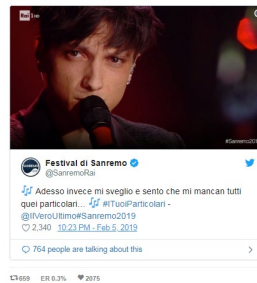 Rai 1 HD
#Sanremo2019
Festival di Sanremo
@SanremoRai
Adesso invece mi sveglio e sento che mi mancan tutti
quei particolari... #ITuoiParticolari -
@IlVeroUltimo#Sanremo2019
2,340 10:23 PM - Feb 5, 2019
764 people are talking about this
659 ER 0.3% 2075